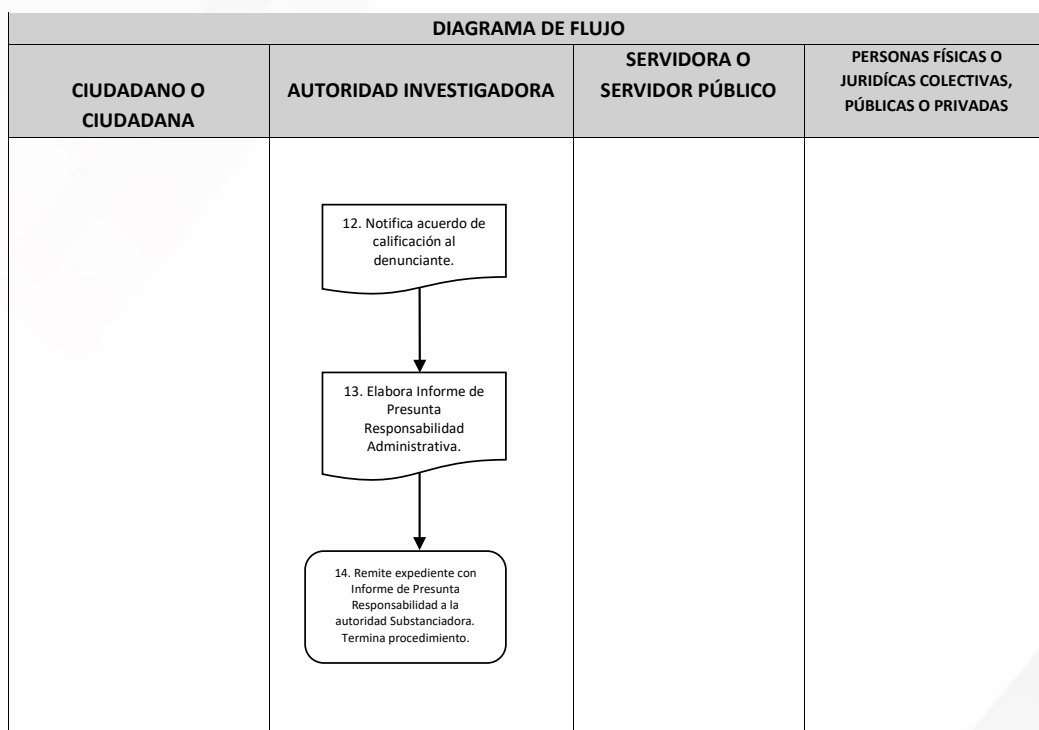 DIAGRAMA DE FLUJO
CIUDADANO O
CIUDADANA
AUTORIDAD INVESTIGADORA
SERVIDORA O
SERVIDOR PÚBLICO
PERSONAS FÍSICAS O
JURIDÍCAS COLECTIVAS,
PÚBLICAS O PRIVADAS
12. Notifica acuerdo de
calificación al
denunciante.
13. Elabora Informe de
Presunta
Responsabilidad
Administrativa.
14. Remite expediente con
Informe de Presunta
Responsabilidad a la
autoridad Substanciadora.
Termina procedimiento.